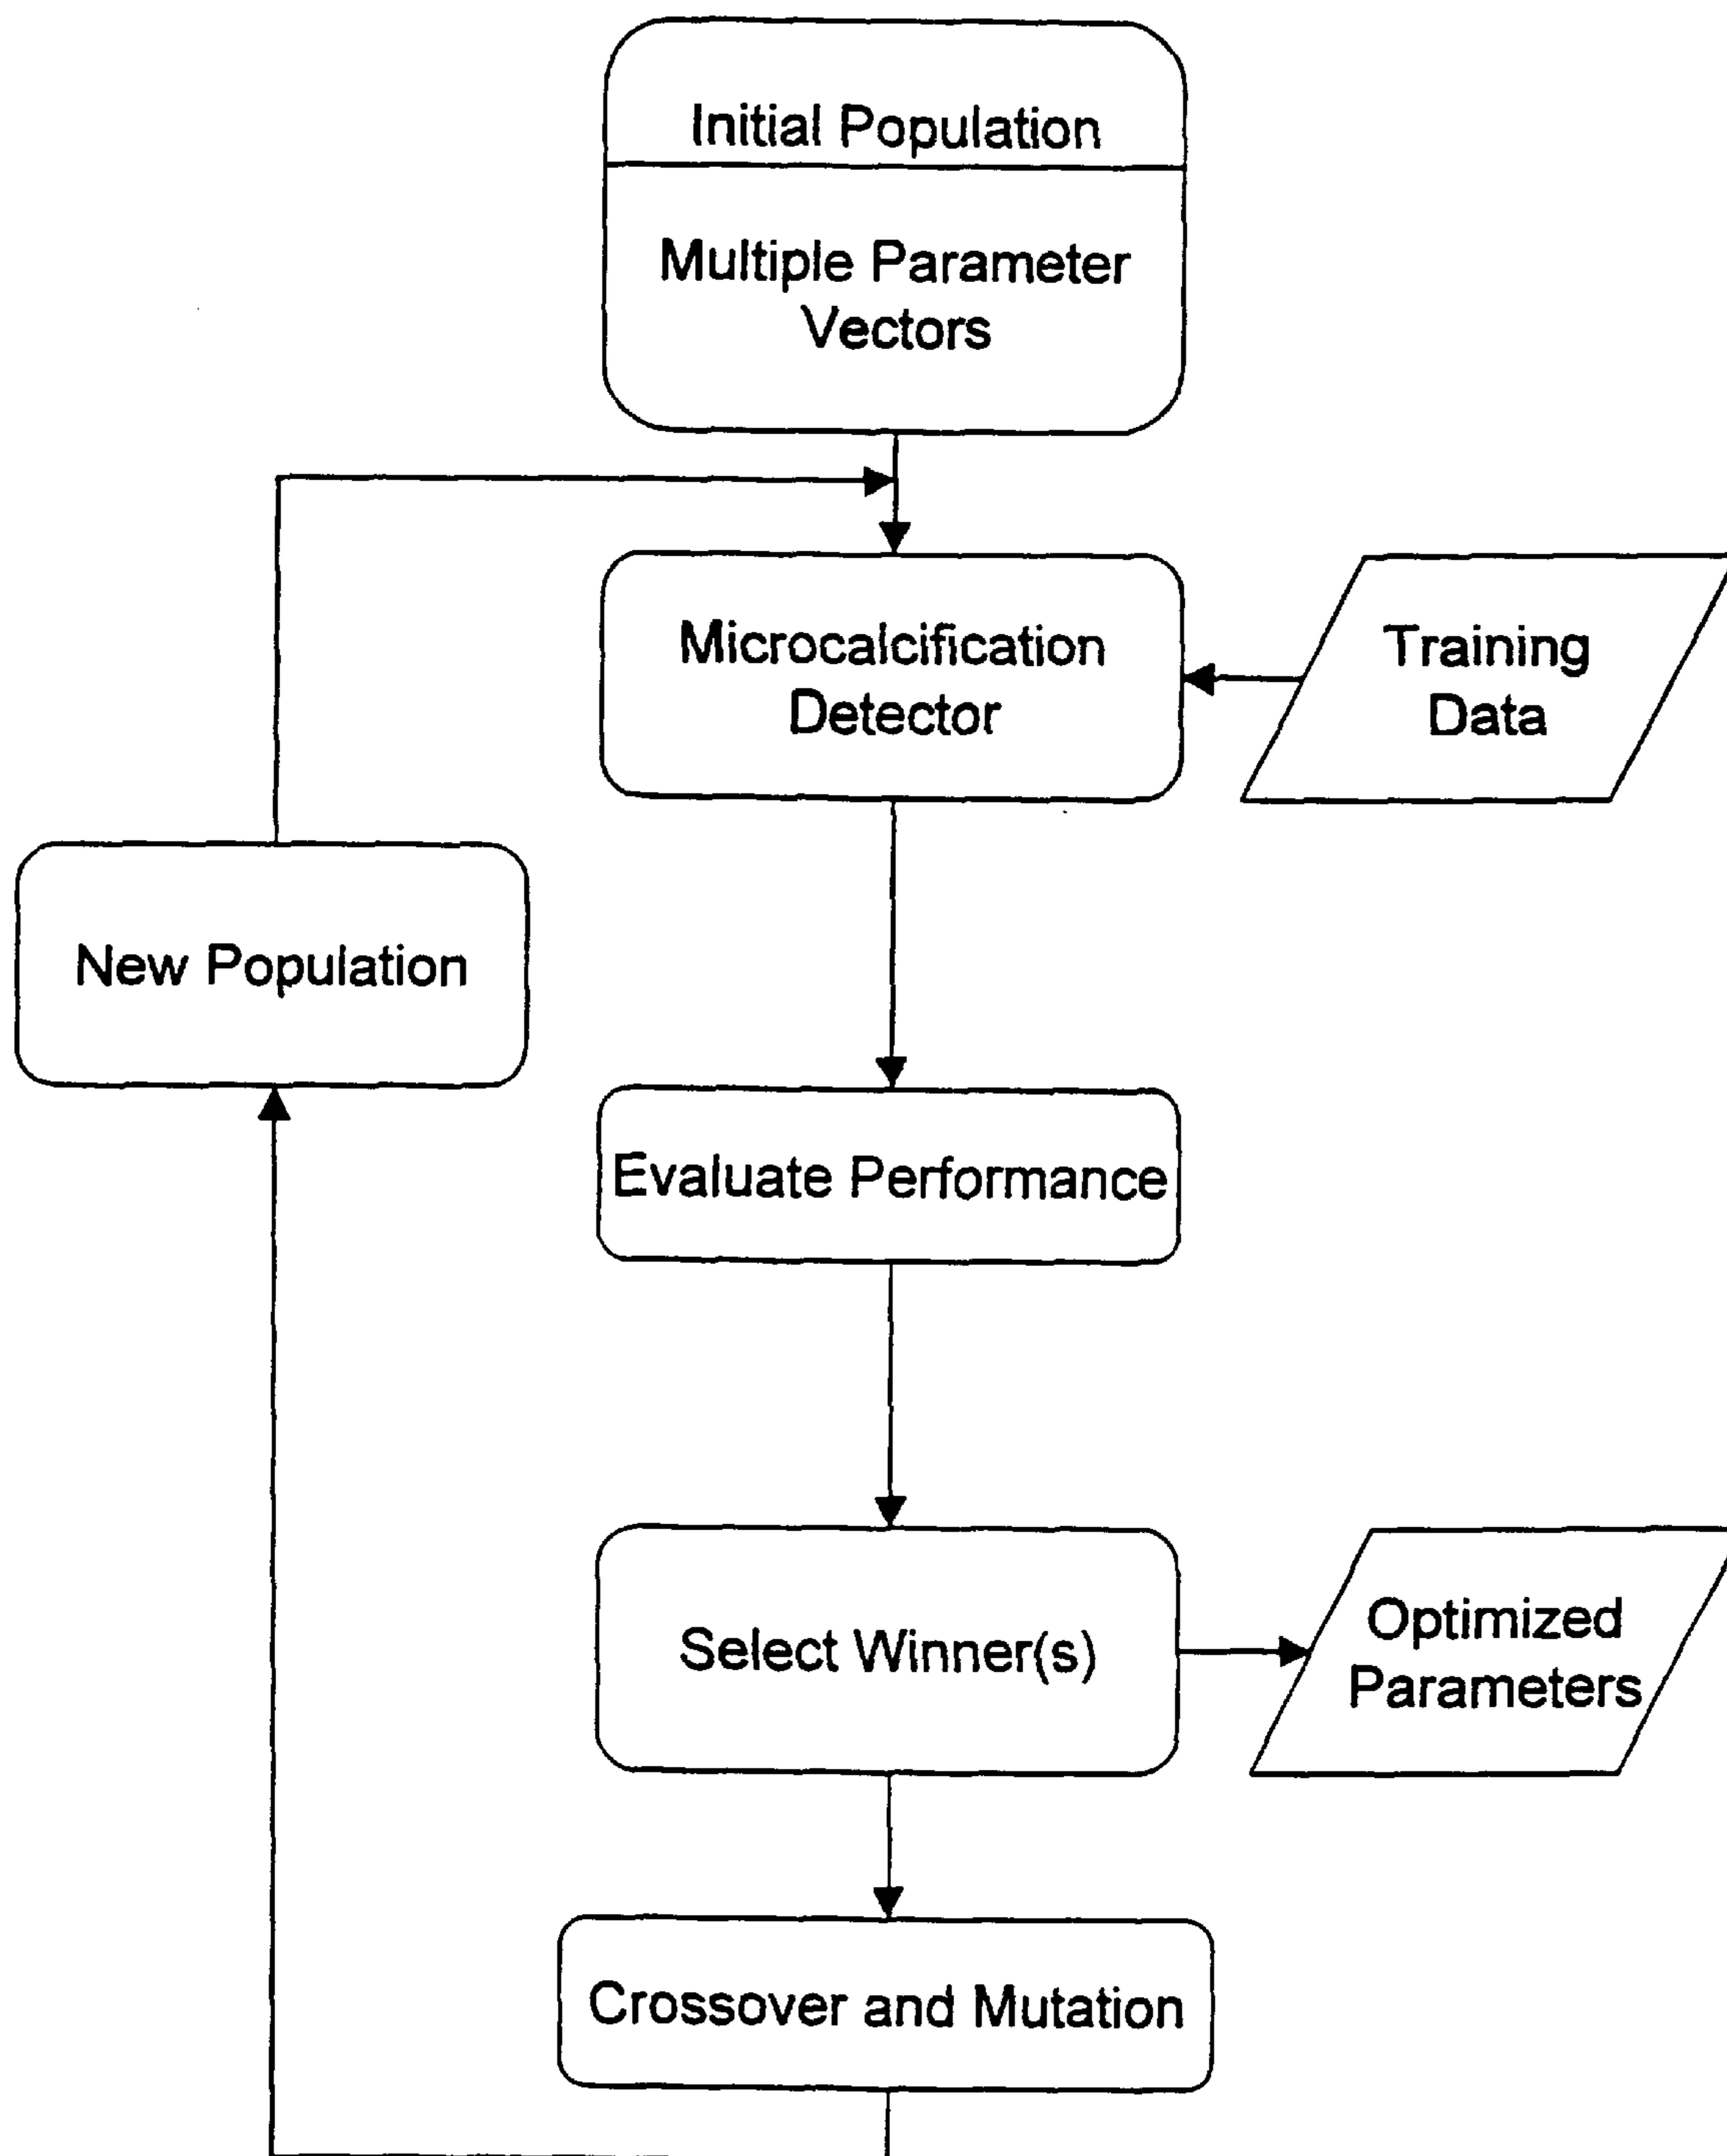 Initial Population
Multiple Parameter
Vectors
Microcalcification
Detector
Training
Data
New Population
Evaluate Performance
Select Winner(s)
Optimized
Parameters
Crossover and Mutation